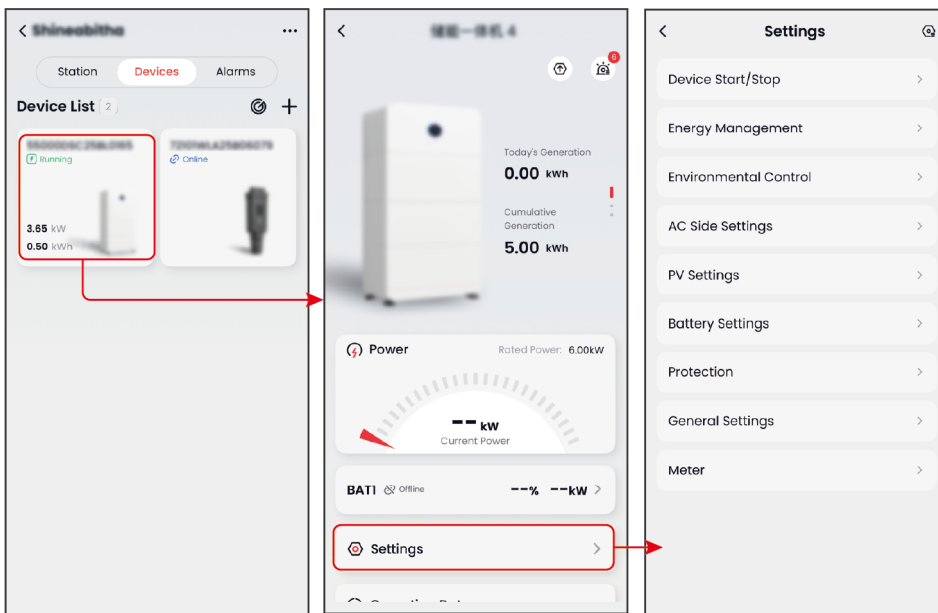 Station
Devices
Alarms
Device List 2
Running
Online
3.65 kW
0.50 kWh
6
Today's Generation
0.00 kWh
Cumulative
Generation
5.00 kWh
Power
Rated Power: 6.00kW
-- kW
Current Power
BAT1 Offline --% --kW
Settings
Settings
Device Start/Stop
Energy Management
Environmental Control
AC Side Settings
PV Settings
Battery Settings
Protection
General Settings
Meter